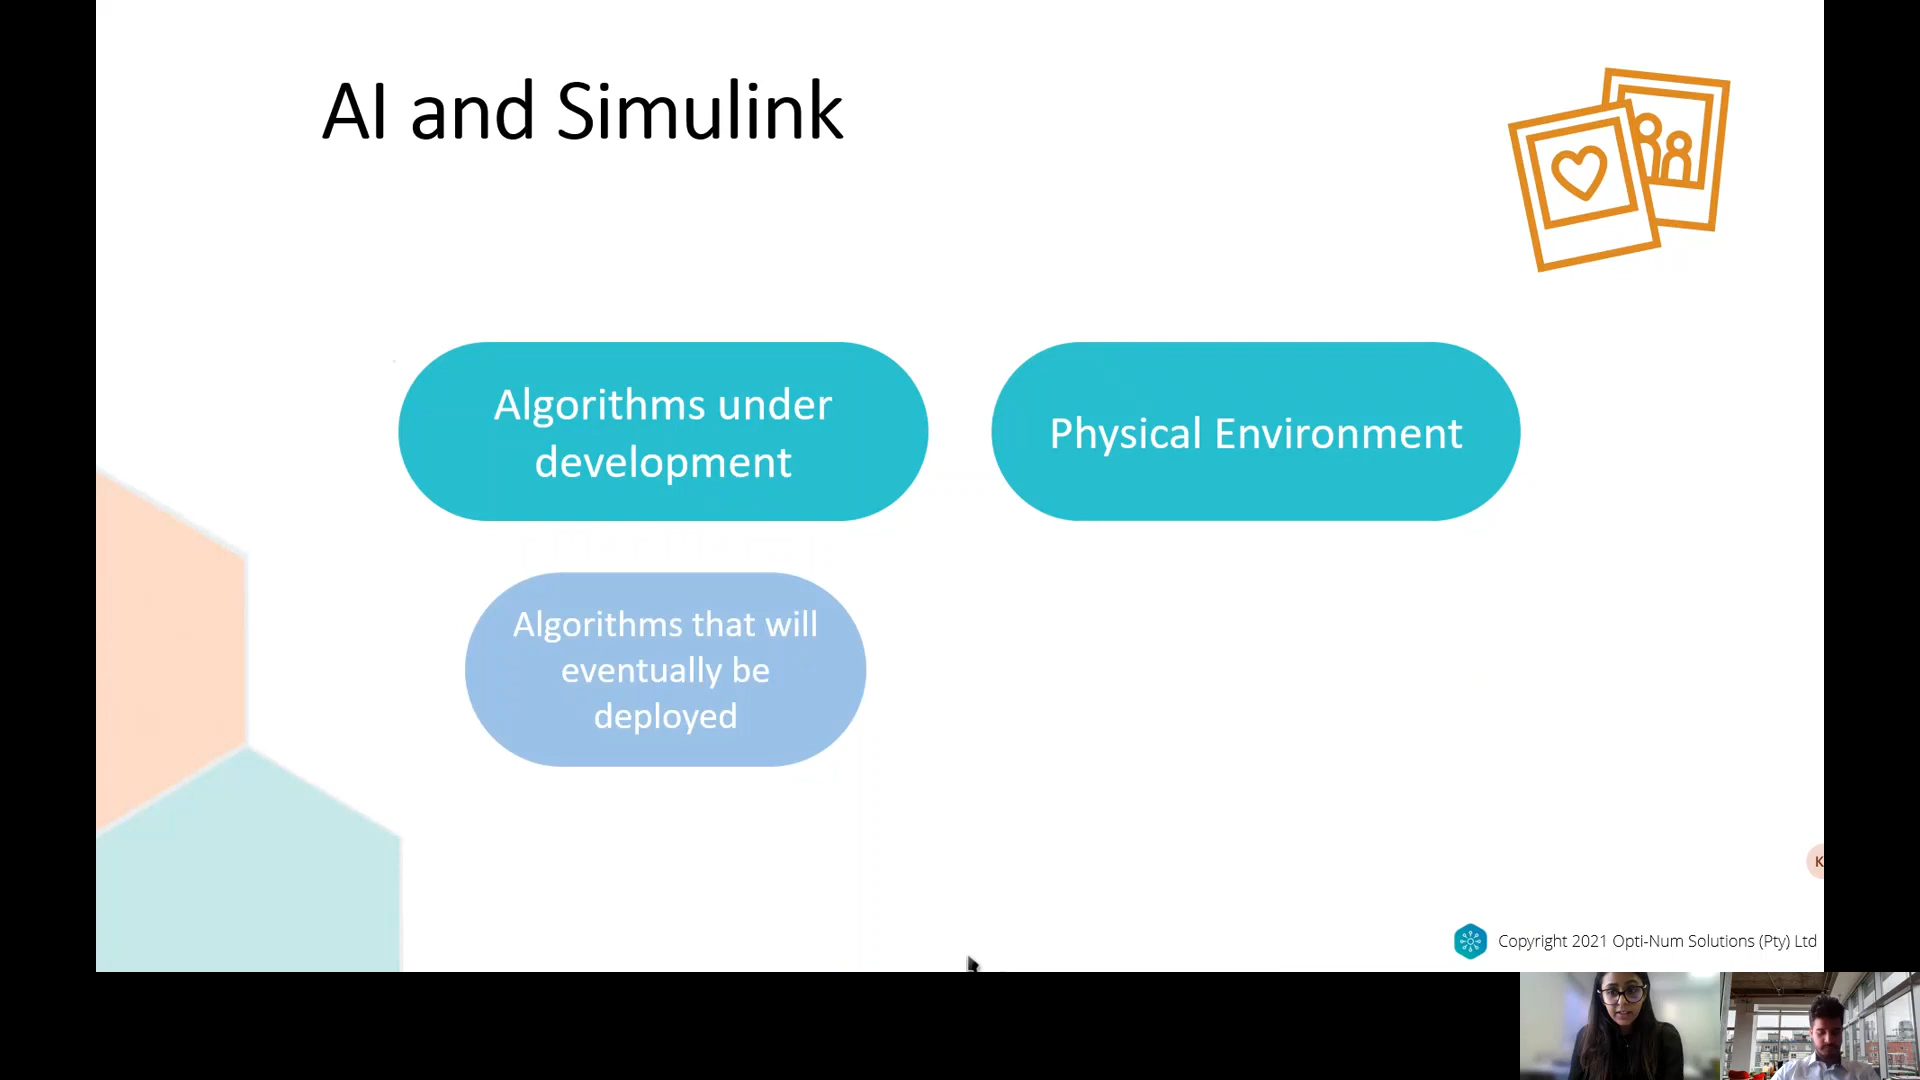 AI and Simulink
Algorithms under
development
Physical Environment
Algorithms that will
eventually be
deployed
K
Copyright 2021 Opti-Num Solutions (Pty) Ltd